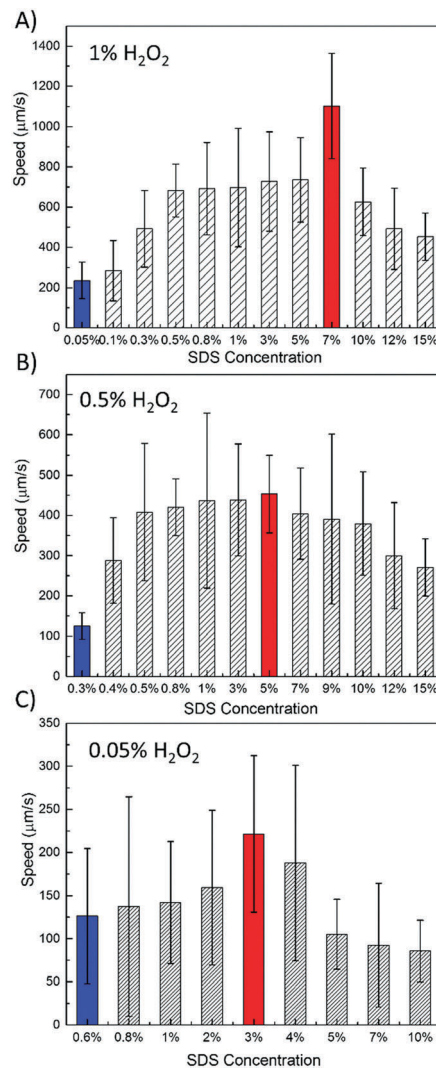 A)
1% H₂O₂
1400
1200
1000
800
600
400
200
0
Speed (μm/s)
0.05% 0.1% 0.3% 0.5% 0.8% 1% 3% 5% 7% 10% 12% 15%
SDS Concentration
B)
0.5% H₂O₂
700
600
500
400
300
200
100
0
Speed (μm/s)
0.3% 0.4% 0.5% 0.8% 1% 3% 5% 7% 9% 10% 12% 15%
SDS Concentration
C)
0.05% H₂O₂
350
300
250
200
150
100
50
0
Speed (μm/s)
0.6% 0.8% 1% 2% 3% 4% 5% 7% 10%
SDS Concentration